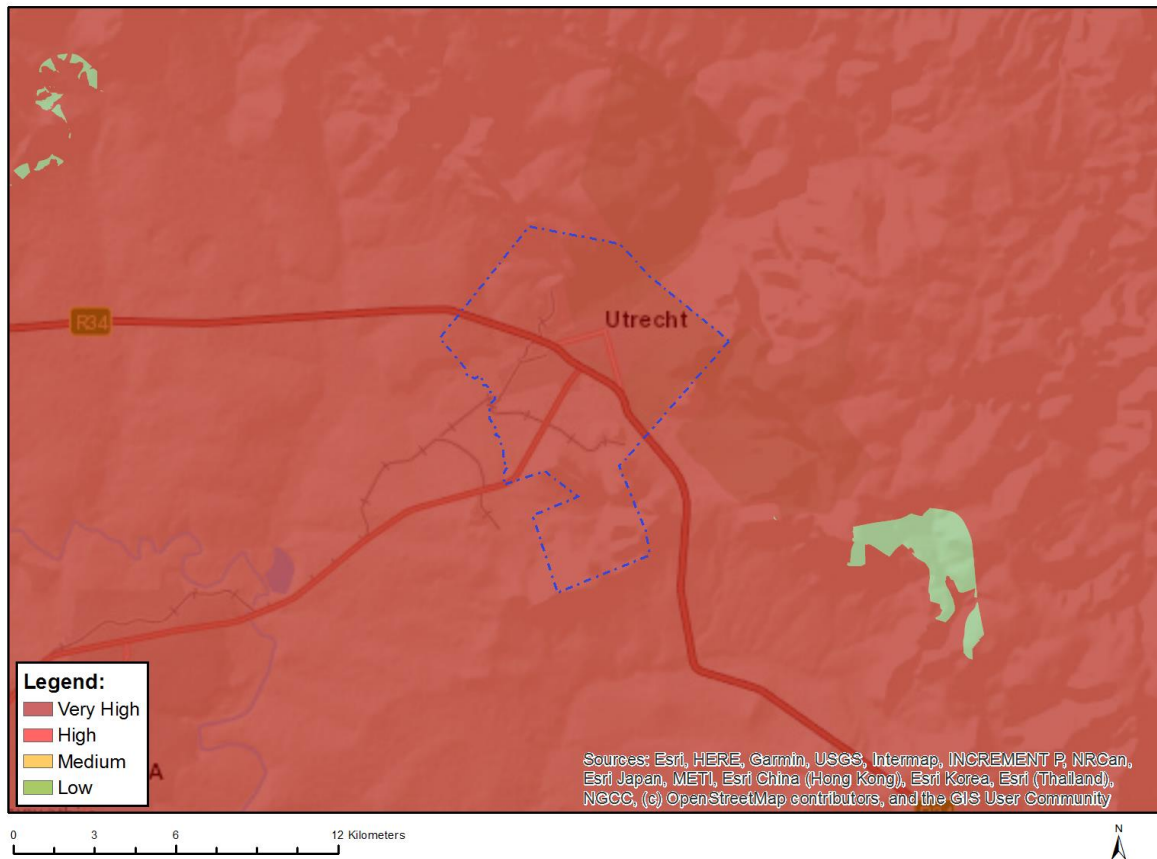 R34
Utrecht
Legend:
Very High
High
Medium
Low
A
Sources: Esri, HERE, Garmin, USGS, Intermap, INCREMENT P, NRCan,
Esri Japan, METI, Esri China (Hong Kong), Esri Korea, Esri (Thailand),
NGCC, (c) OpenStreetMap contributors, and the GIS User Community
0 3 6 12 Kilometers
N